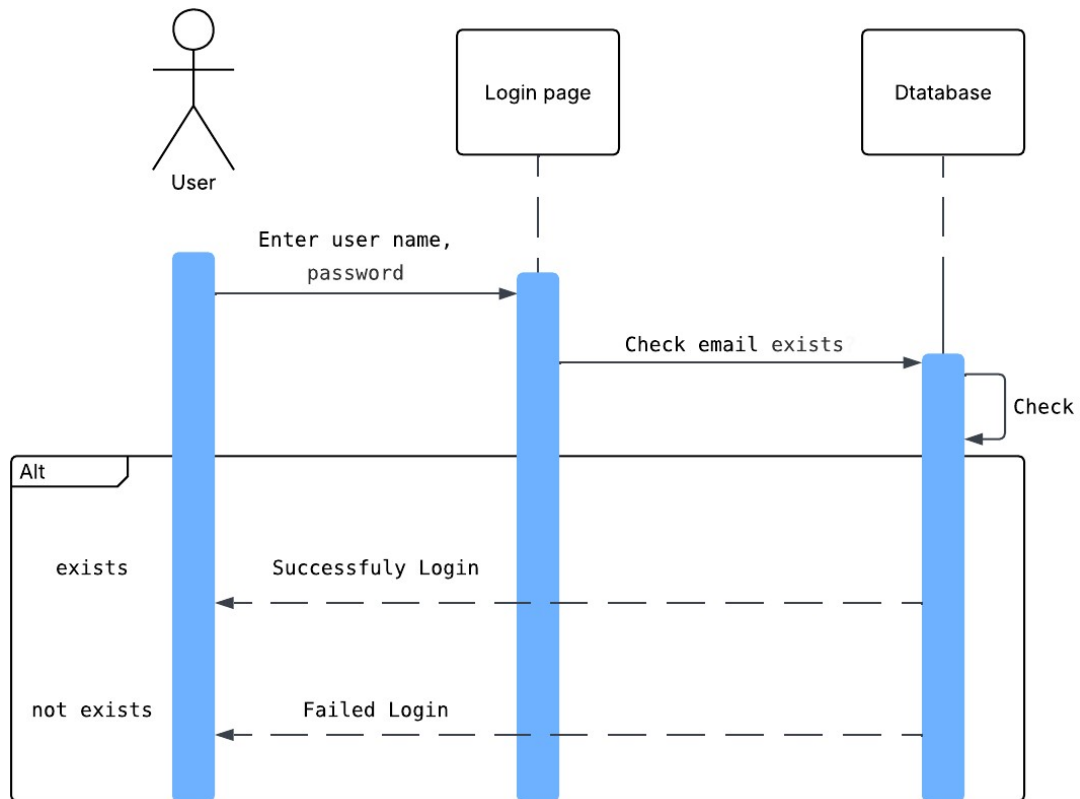 Login page
Dtatabase
User
Enter user name,
password
Check email exists
Check
Alt
exists
Successfuly Login
not exists
Failed Login